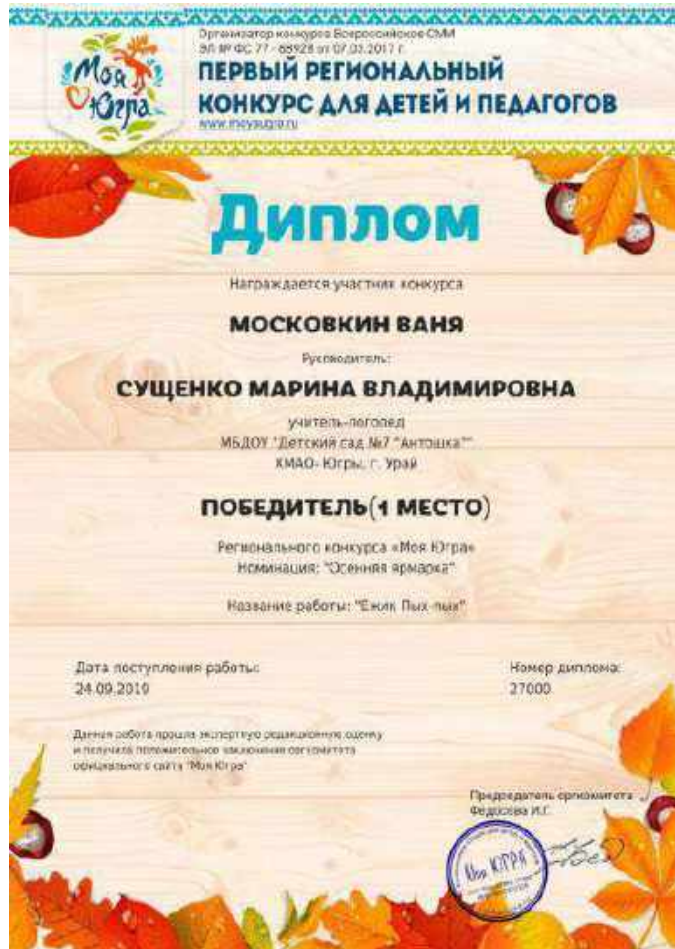 Моя
Югра
Организатор конкурса Всероссийское СМИ
ЭЛ № ФС 77 - 68928 от 07.03.2017 г.
ПЕРВЫЙ РЕГИОНАЛЬНЫЙ
КОНКУРС ДЛЯ ДЕТЕЙ И ПЕДАГОГОВ
www.moyaugra.ru
Диплом
Награждается участник конкурса
МОСКОВКИН ВАНЯ
Руководитель:
СУЩЕНКО МАРИНА ВЛАДИМИРОВНА
учитель-логопед
МБДОУ "Детский сад №7 "Антошка""
ХМАО- Югры, г. Урай
ПОБЕДИТЕЛЬ(1 МЕСТО)
Регионального конкурса «Моя Югра»
Номинация: "Осенняя ярмарка"
Название работы: "Ежик Пых-пых"
Дата поступления работы:
24.09.2019
Номер диплома:
27000
Данная работа прошла экспертную редакционную оценку
и получила положительное заключение оргкомитета
официального сайта "Моя Югра"
Председатель оргкомитета
Федосова И.Г.
Моя ЮГРА